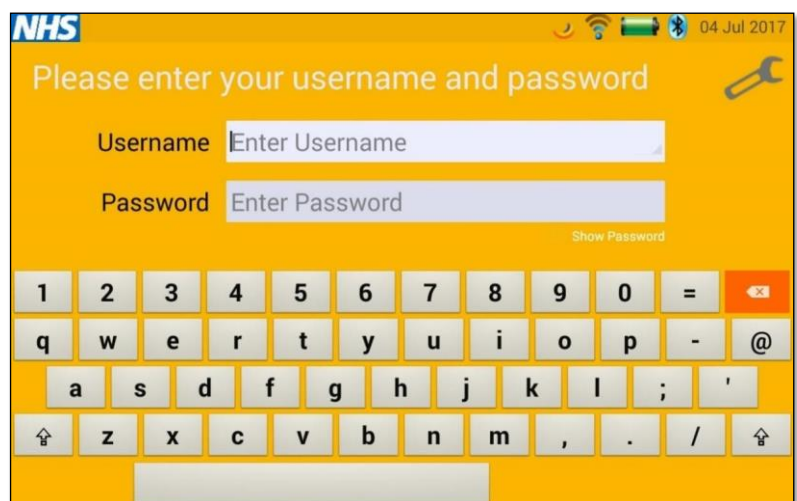 NHS
04 Jul 2017
Please enter your username and password
Username Enter Username
Password Enter Password
Show Password
1 2 3 4 5 6 7 8 9 0 =
q w e r t y u i o p - @
a s d f g h j k l ; '
z x c v b n m , . /